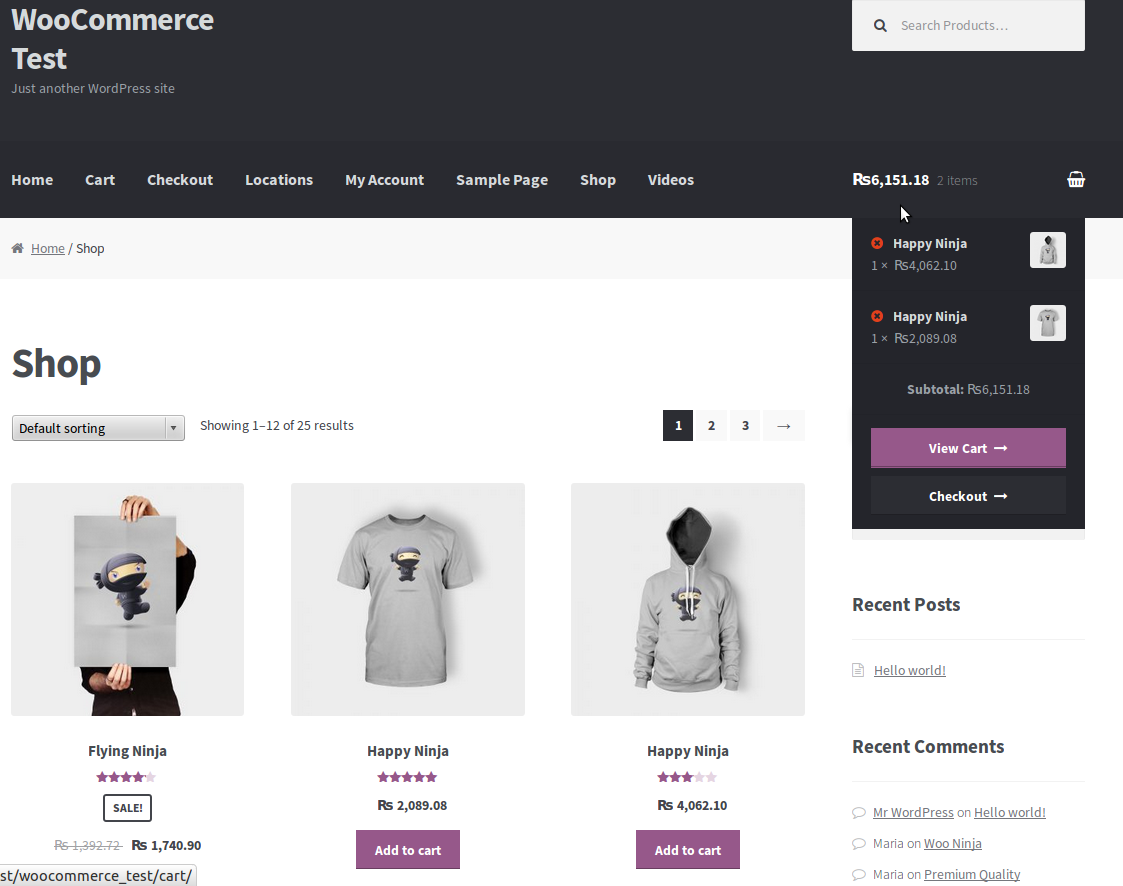 WooCommerce
Test
Just another WordPress site
Search Products…
Home Cart Checkout Locations My Account Sample Page Shop Videos
₨6,151.18 2 items
Home / Shop
Happy Ninja
1 × ₨4,062.10
Happy Ninja
1 × ₨2,089.08
Subtotal: ₨6,151.18
View Cart →
Checkout →
Shop
Default sorting
Showing 1–12 of 25 results
1 2 3 →
Flying Ninja
SALE!
₨ 1,392.72 ₨ 1,740.90
Happy Ninja
₨ 2,089.08
Add to cart
Happy Ninja
₨ 4,062.10
Add to cart
Recent Posts
Hello world!
Recent Comments
Mr WordPress on Hello world!
Maria on Woo Ninja
Maria on Premium Quality
st/woocommerce_test/cart/